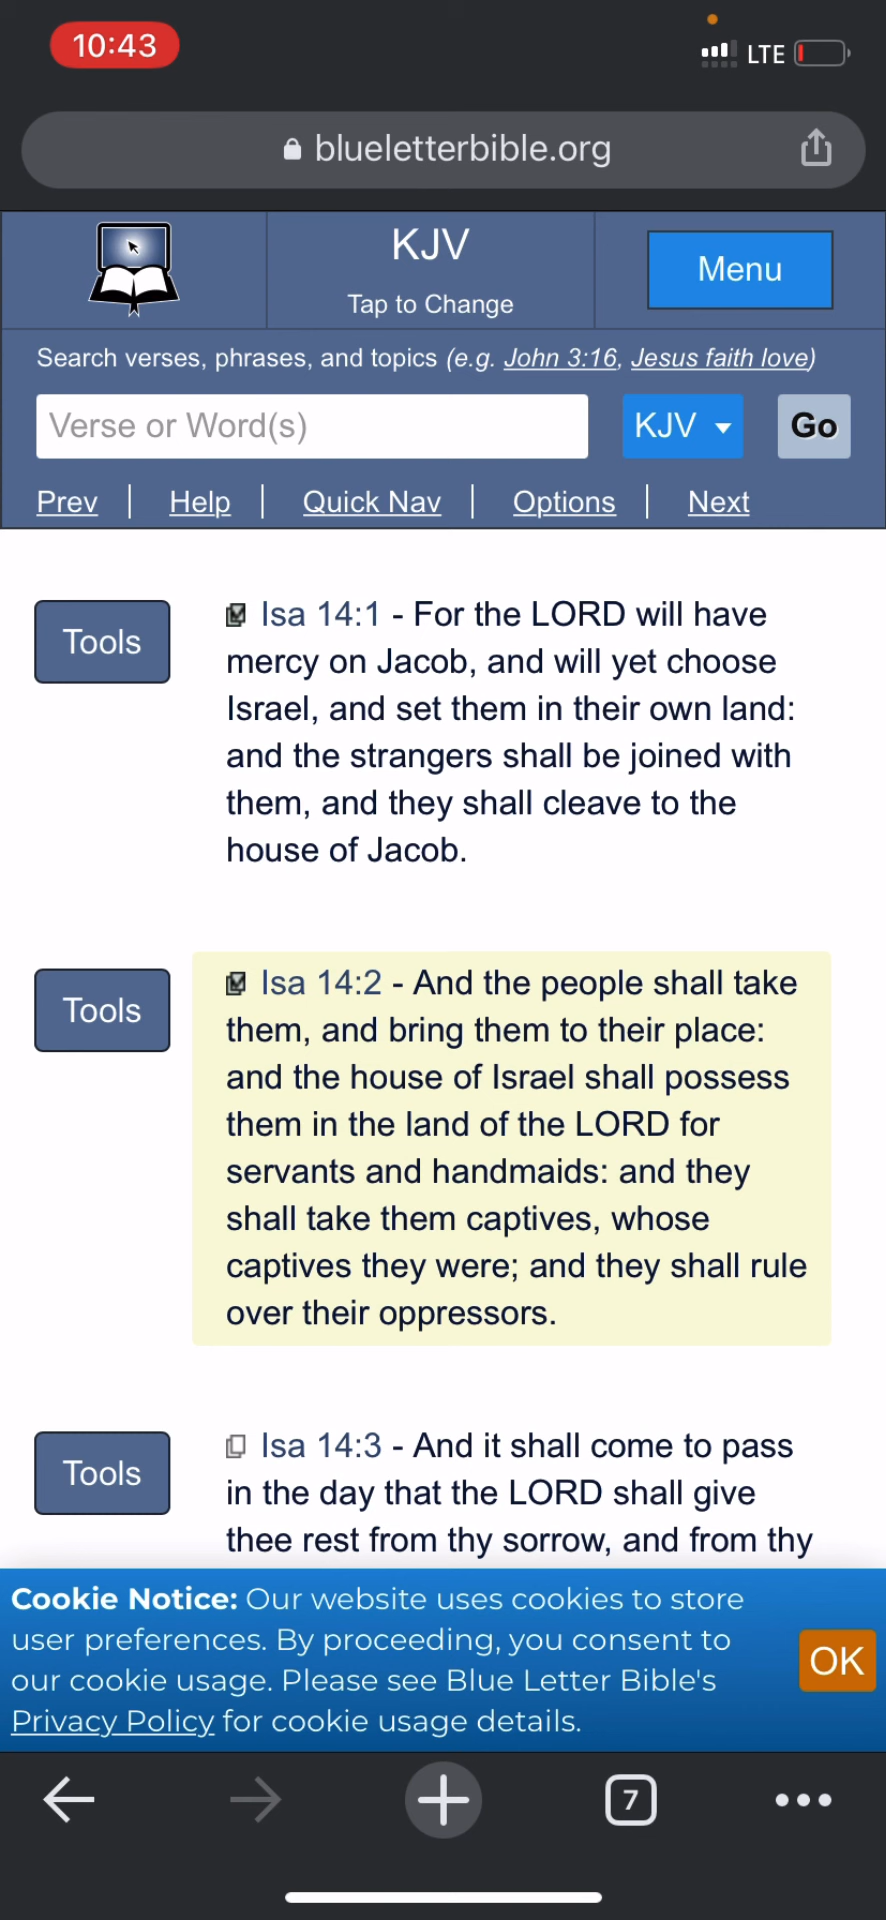 10:43
LTE
blueletterbible.org
KJV
Tap to Change
Menu
Search verses, phrases, and topics (e.g. John 3:16, Jesus faith love)
Verse or Word(s)
KJV
Go
Prev | Help | Quick Nav | Options | Next
Tools
Isa 14:1 - For the LORD will have
mercy on Jacob, and will yet choose
Israel, and set them in their own land:
and the strangers shall be joined with
them, and they shall cleave to the
house of Jacob.
Tools
Isa 14:2 - And the people shall take
them, and bring them to their place:
and the house of Israel shall possess
them in the land of the LORD for
servants and handmaids: and they
shall take them captives, whose
captives they were; and they shall rule
over their oppressors.
Tools
Isa 14:3 - And it shall come to pass
in the day that the LORD shall give
thee rest from thy sorrow, and from thy
Cookie Notice: Our website uses cookies to store
user preferences. By proceeding, you consent to
our cookie usage. Please see Blue Letter Bible's
Privacy Policy for cookie usage details.
OK
7